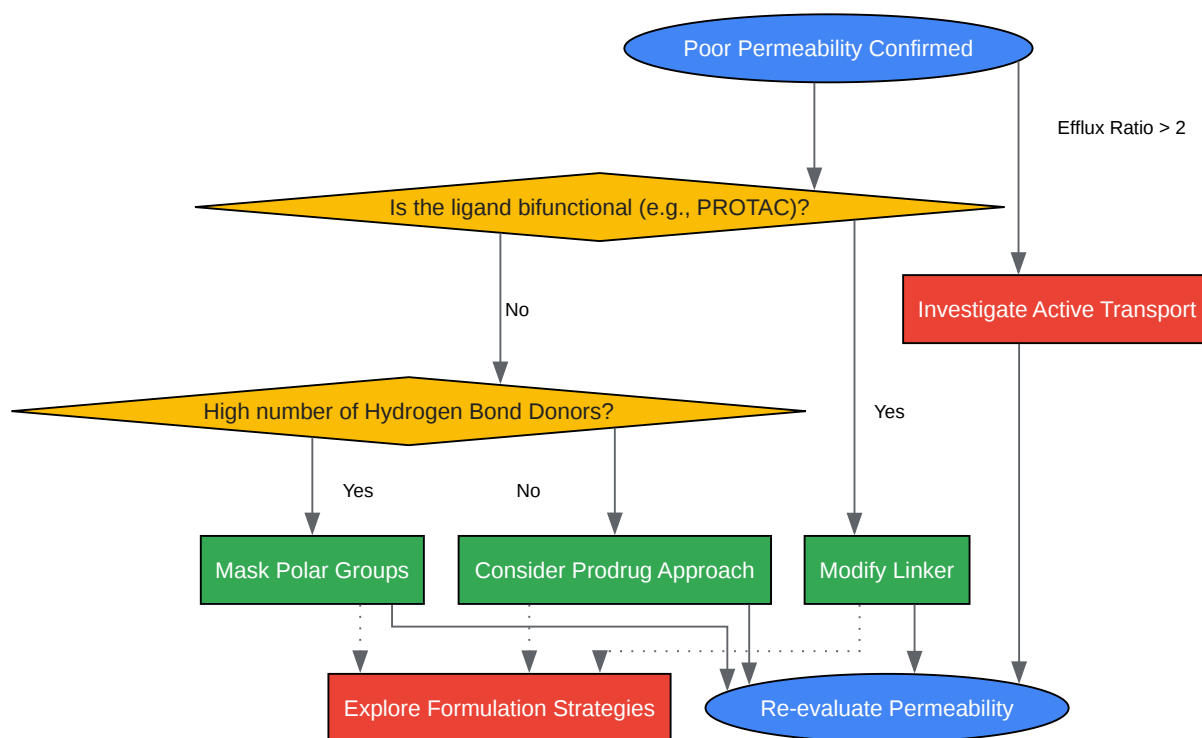 Poor Permeability Confirmed
Efflux Ratio > 2
Is the ligand bifunctional (e.g., PROTAC)?
Investigate Active Transport
No
High number of Hydrogen Bond Donors?
Yes
Yes
No
Mask Polar Groups
Consider Prodrug Approach
Modify Linker
Explore Formulation Strategies
Re-evaluate Permeability